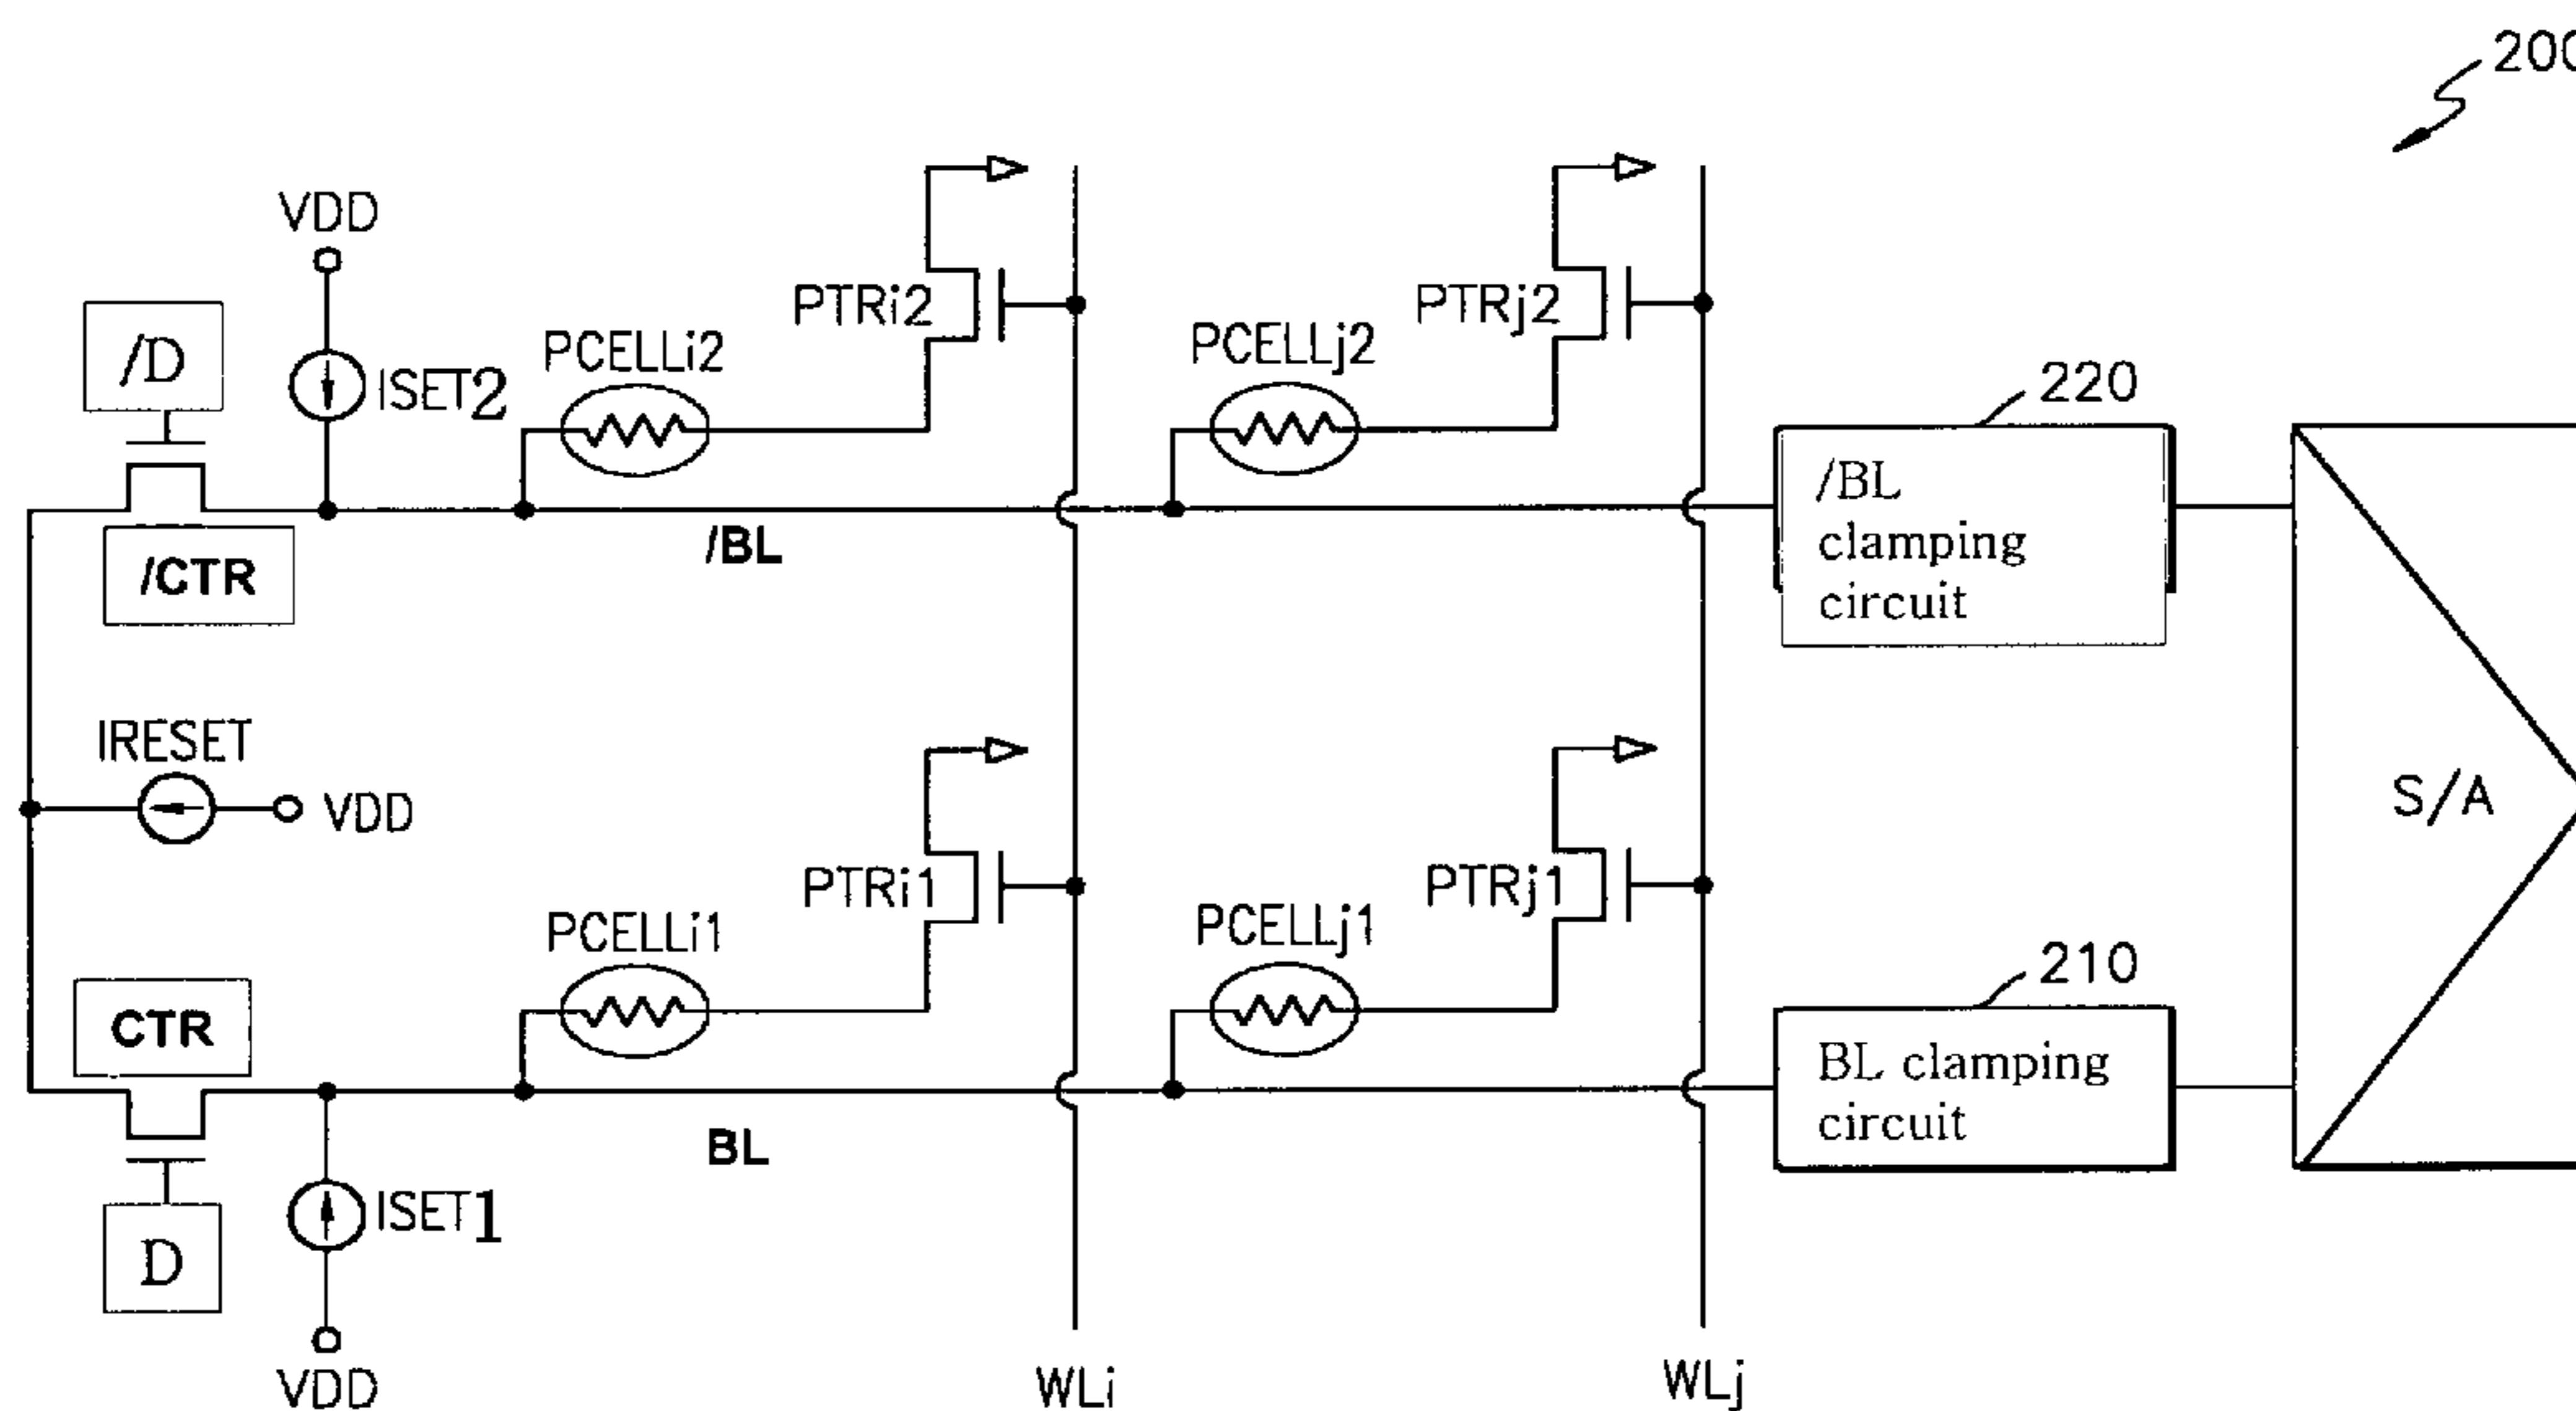 200
VDD
/D
ISET2
PCELLi2
PTRi2
PCELLj2
PTRj2
220
/BL
clamping
circuit
/CTR
/BL
IRESET
VDD
S/A
PCELLi1
PTRi1
PCELLj1
PTRj1
210
CTR
BL clamping
circuit
BL
D
ISET1
VDD
WLi
WLj